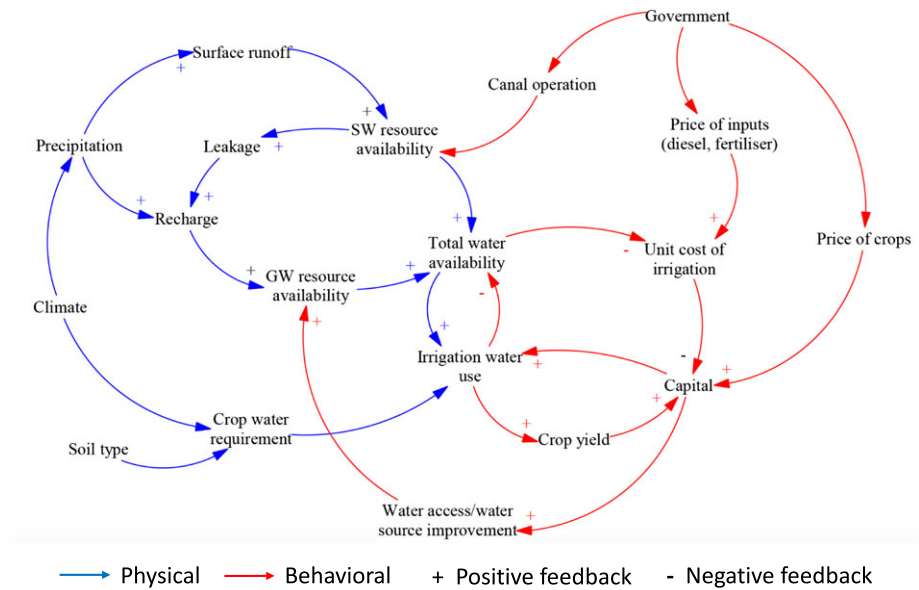 Government
Surface runoff
+
Canal operation
+
SW resource
availability
Price of inputs
(diesel, fertiliser)
Precipitation
Leakage
+
+
+
Recharge
+
+
Total water
availability
-
Unit cost of
irrigation
Price of crops
+
GW resource
availability
+
-
Climate
+
+
Irrigation water
use
+
-
+
Capital
+
Crop water
requirement
+
Crop yield
Soil type
Water access/water
source improvement
+
Physical
Behavioral
+ Positive feedback
- Negative feedback